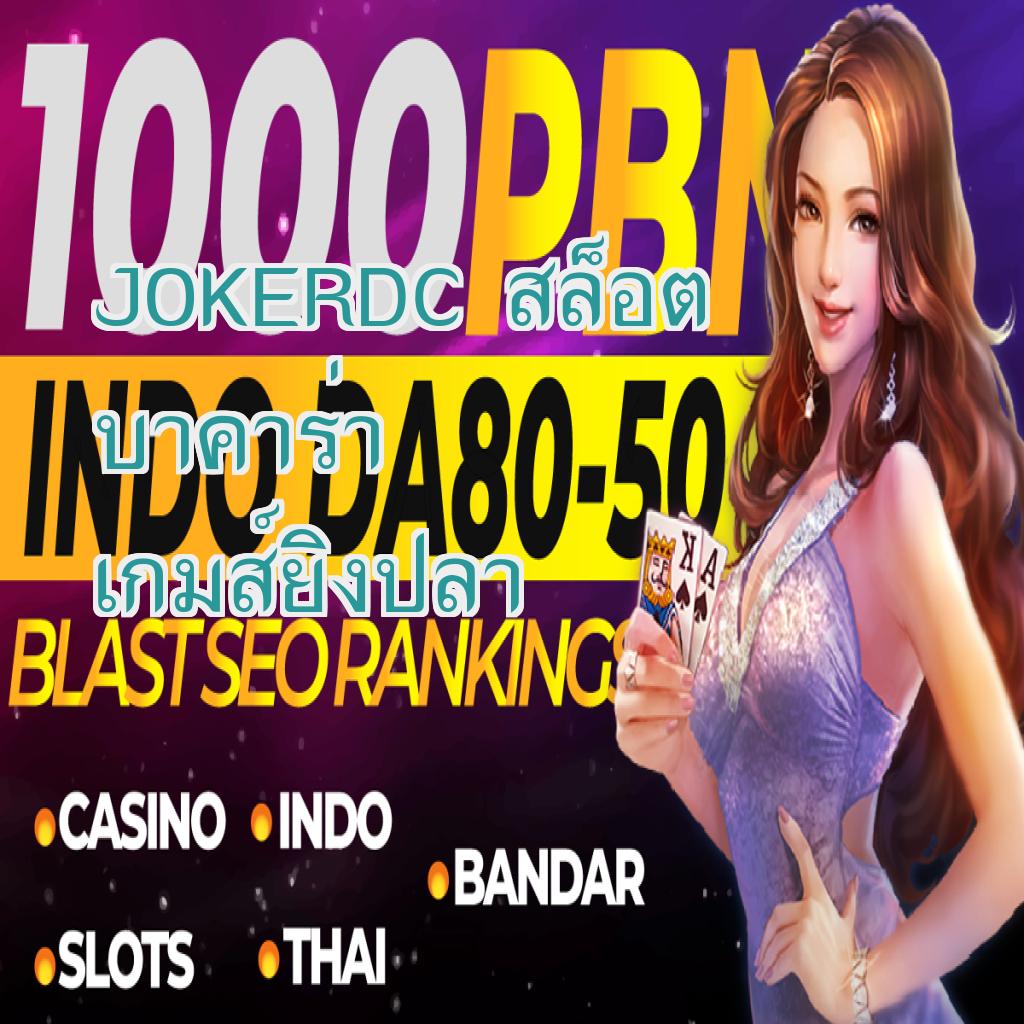 1000PBN
JOKERDC สล็อต
บาคาร่า
INDO DA80-50
เกมส์ยิงปลา
BLAST SEO RANKINGS
CASINO
INDO
BANDAR
SLOTS
THAI
K A